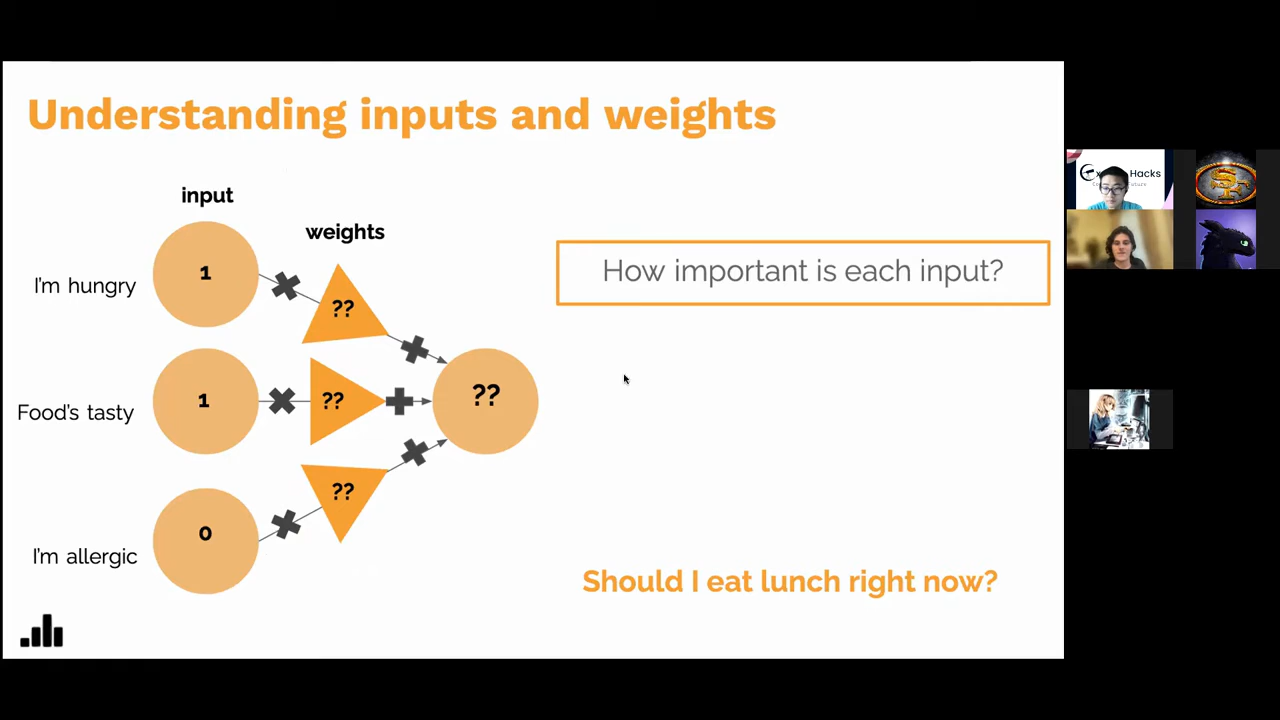 Understanding inputs and weights
input
weights
I'm hungry
1
??
How important is each input?
Food's tasty
1
??
??
I'm allergic
0
??
Should I eat lunch right now?
Hacks